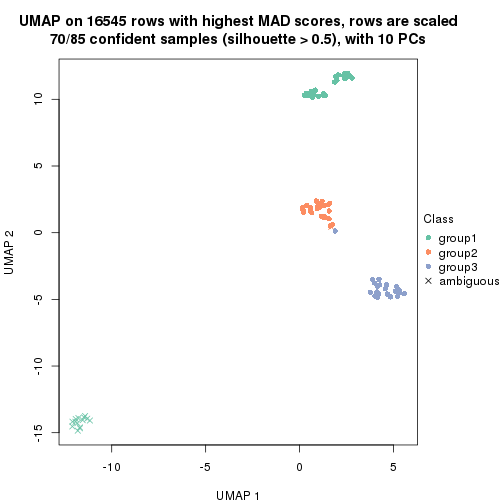 UMAP on 16545 rows with highest MAD scores, rows are scaled
70/85 confident samples (silhouette > 0.5), with 10 PCs
10
5
0
-5
-10
-15
UMAP 2
-10
-5
0
5
UMAP 1
Class
group1
group2
group3
ambiguous